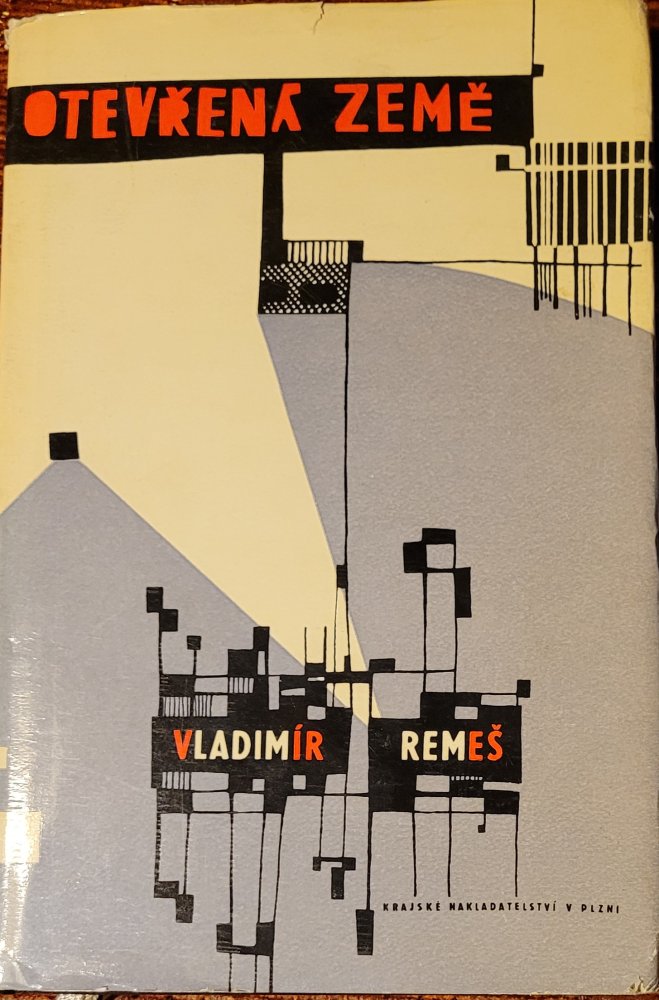 OTEVŘENÁ ZEMĚ
VLADIMÍR REMEŠ
KRAJSKÉ NAKLADATELSTVÍ V PLZNI